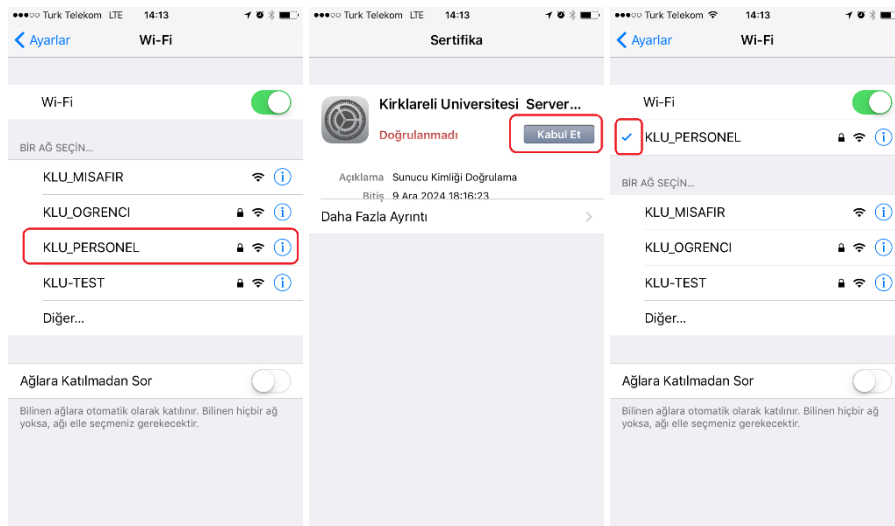 Turk Telekom LTE 14:13
Ayarlar Wi-Fi
Wi-Fi
BİR AĞ SEÇİN...
KLU_MISAFIR
KLU_OGRENCI
KLU_PERSONEL
KLU-TEST
Diğer...
Ağlara Katılmadan Sor
Bilinen ağlara otomatik olarak katılınır. Bilinen hiçbir ağ
yoksa, ağı elle seçmeniz gerekecektir.
Turk Telekom LTE 14:13
Sertifika
Kirklareli Universitesi Server...
Doğrulanmadı Kabul Et
Açıklama Sunucu Kimliği Doğrulama
Bitiş 9 Ara 2024 18:16:23
Daha Fazla Ayrıntı
Turk Telekom 14:13
Ayarlar Wi-Fi
Wi-Fi
KLU_PERSONEL
BİR AĞ SEÇİN...
KLU_MISAFIR
KLU_OGRENCI
KLU-TEST
Diğer...
Ağlara Katılmadan Sor
Bilinen ağlara otomatik olarak katılınır. Bilinen hiçbir ağ
yoksa, ağı elle seçmeniz gerekecektir.